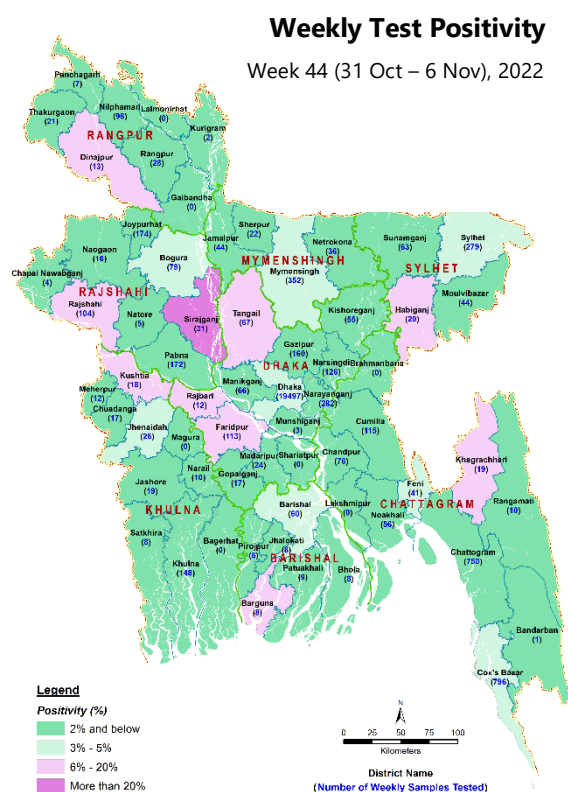 Weekly Test Positivity
Week 44 (31 Oct – 6 Nov), 2022
Panchagarh
(7)
Thakurgaon
(21)
Nilphamari
(96)
Lalmonirhat
(0)
Kurigram
(2)
RANGPUR
Dinajpur
(13)
Rangpur
(28)
Gaibandha
(0)
Joypurhat
(174)
Jamalpur
(44)
Sherpur
(22)
Netrokona
(36)
Sunamganj
(63)
Sylhet
(279)
Naogaon
(16)
Bogura
(79)
MYMENSHINGH
Mymensingh
(352)
SYLHET
Chapai Nawabganj
(4)
RAJSHAHI
Rajshahi
(104)
Natore
(5)
Sirajganj
(31)
Tangail
(67)
Kishoreganj
(55)
Habiganj
(20)
Moulvibazar
(44)
Pabna
(172)
Gazipur
(160)
DHAKA
Narsingdi
(126)
Brahmanbaria
(0)
Kushtia
(18)
Meherpur
(12)
Chuadanga
(17)
Rajbari
(12)
Manikganj
(66)
Dhaka
(19497)
Narayanganj
(282)
Jhenaidah
(26)
Magura
(0)
Faridpur
(113)
Munshiganj
(3)
Cumilla
(115)
Khagrachhari
(19)
Madaripur
(24)
Shariatpur
(0)
Chandpur
(76)
Narail
(10)
Gopalganj
(17)
Jashore
(19)
KHULNA
Feni
(41)
CHATTAGRAM
Rangamati
(10)
Barishal
(60)
Lakshmipur
(0)
Noakhali
(56)
Satkhira
(8)
Khulna
(148)
Bagerhat
(0)
Pirojpur
(6)
Jhalokati
(8)
BARISHAL
Patuakhali
(9)
Bhola
(8)
Chattogram
(750)
Barguna
(8)
Bandarban
(1)
Cox's Bazar
(796)
Legend
Positivity (%)
2% and below
3% - 5%
6% - 20%
More than 20%
N
0 25 50 75 100
Kilometers
District Name
(Number of Weekly Samples Tested)